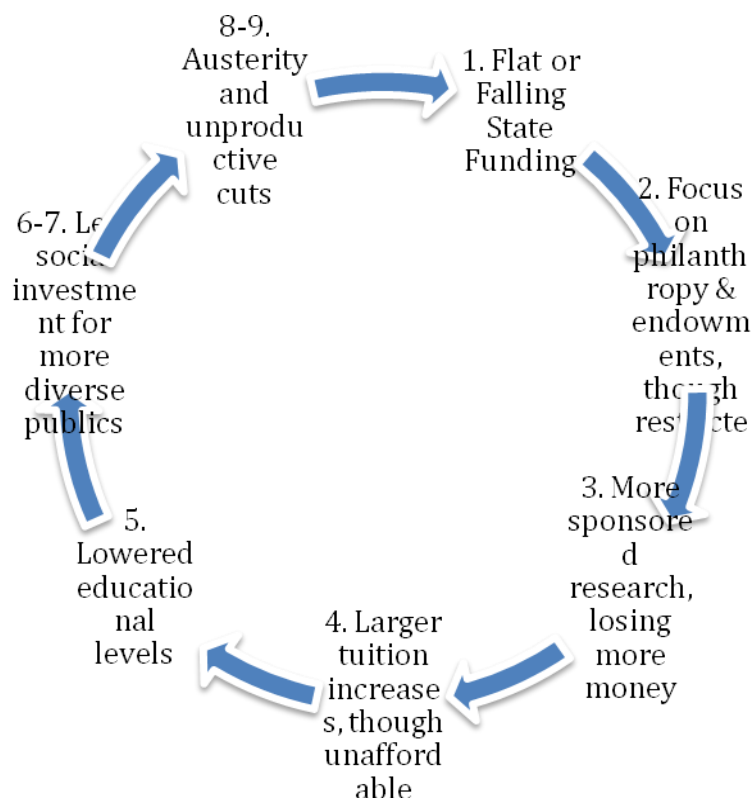 1. Flat or
Falling
State
Funding
2. Focus
on
philanth
ropy &
endowm
ents,
though
3. More
sponsore
d
research,
losing
more
money
4. Larger
tuition
increase
s, though
unafford
able
5.
Lowered
educatio
nal
levels
6-7.
investme
nt for
more
diverse
publics
8-9.
Austerity
and
unprodu
ctive
cuts